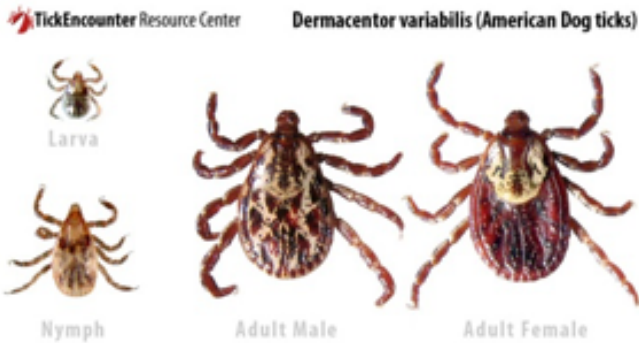 TickEncounter Resource Center
Dermacentor variabilis (American Dog ticks)
Larva
Nymph
Adult Male
Adult Female